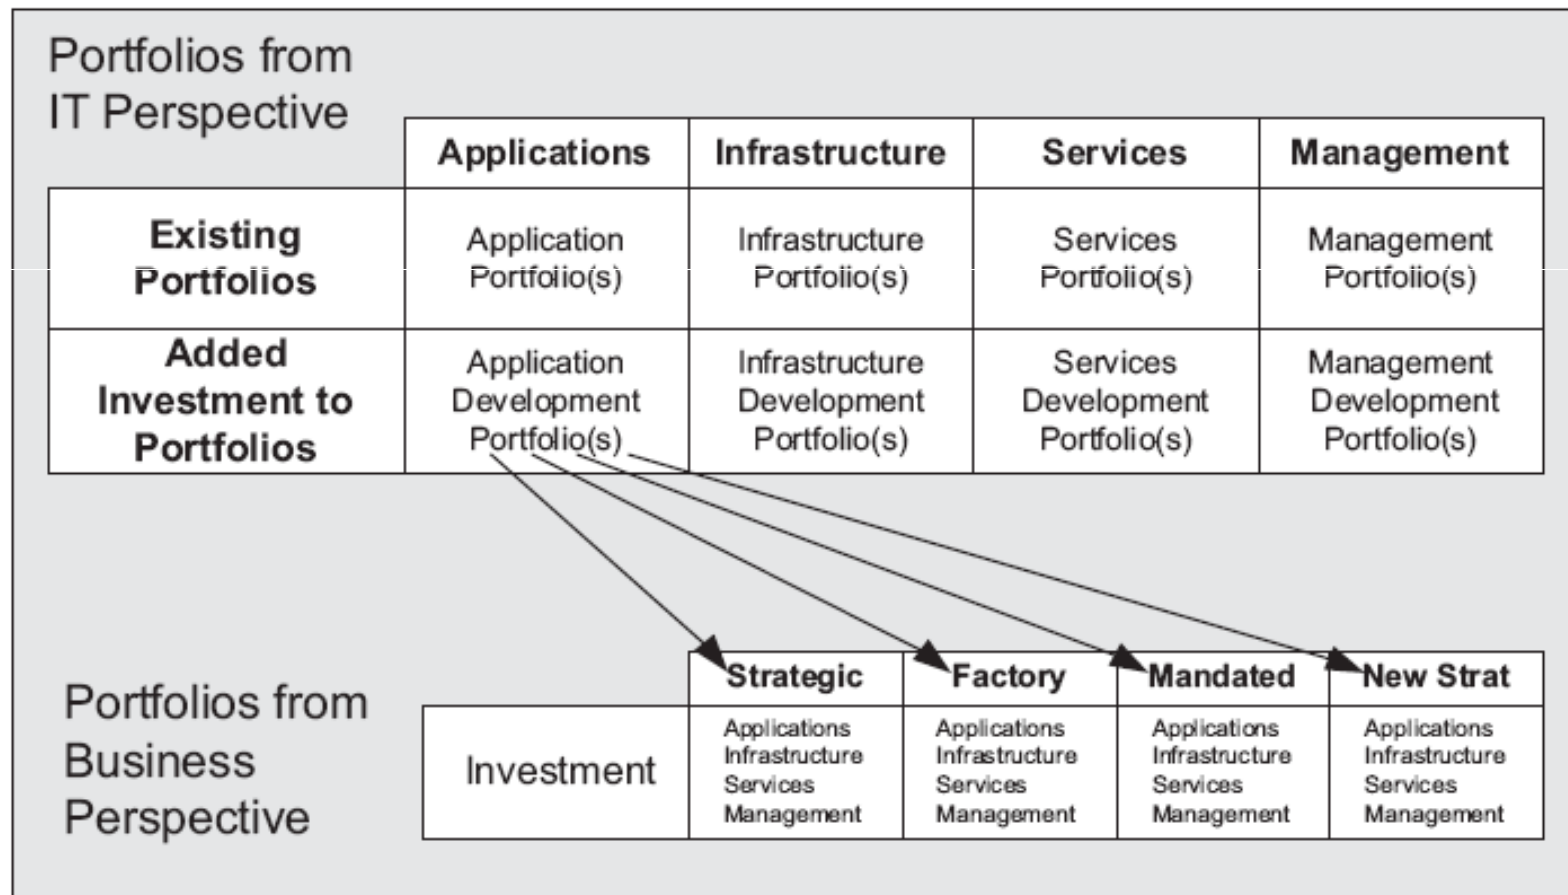 Portfolios from
IT Perspective
Applications
Infrastructure
Services
Management
Existing
Portfolios
Application
Portfolio(s)
Infrastructure
Portfolio(s)
Services
Portfolio(s)
Management
Portfolio(s)
Added
Investment to
Portfolios
Application
Development
Portfolio(s)
Infrastructure
Development
Portfolio(s)
Services
Development
Portfolio(s)
Management
Development
Portfolio(s)
Portfolios from
Business
Perspective
Strategic
Factory
Mandated
New Strat
Investment
Applications
Infrastructure
Services
Management
Applications
Infrastructure
Services
Management
Applications
Infrastructure
Services
Management
Applications
Infrastructure
Services
Management